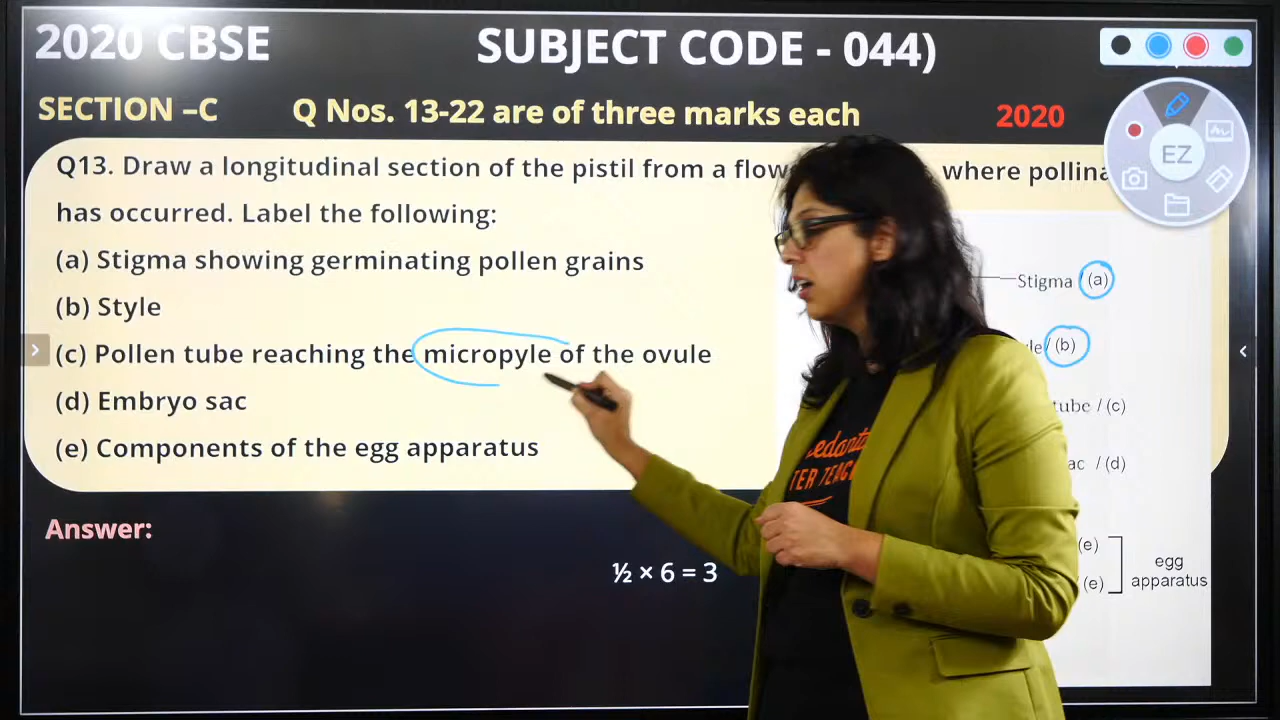 2020 CBSE SUBJECT CODE - 044)
SECTION –C Q Nos. 13-22 are of three marks each 2020
EZ
Q13. Draw a longitudinal section of the pistil from a where
has occurred. Label the following:
(a) Stigma showing germinating pollen grains
Stigma / (a)
(b) Style
(b)
(c) Pollen tube reaching the micropyle of the ovule
tube / (c)
(d) Embryo sac
/ (d)
(e) Components of the egg apparatus
Answer:
½ × 6 = 3
(e)
(e)
egg
apparatus